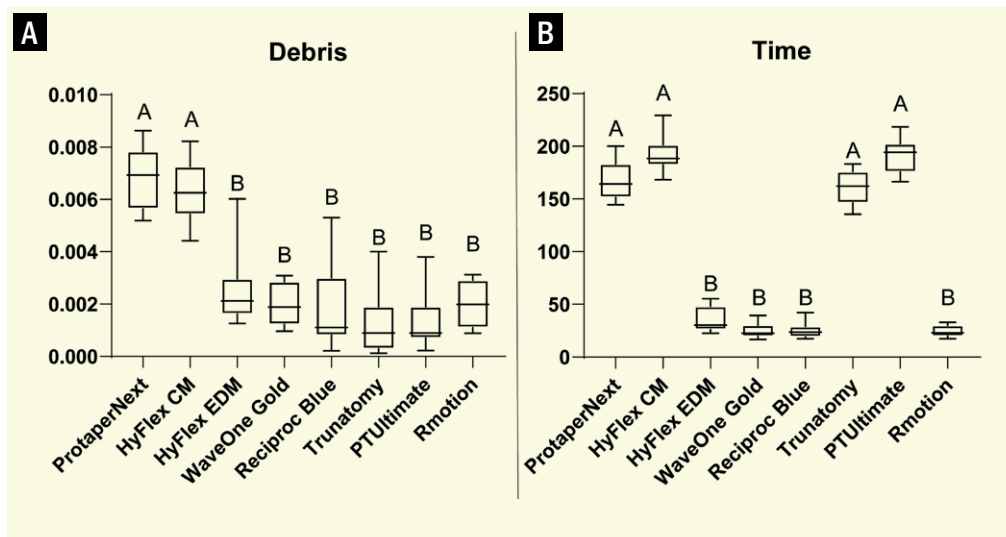 A
Debris
0.010
0.008
0.006
0.004
0.002
0.000
A
A
B
B
B
B
B
B
ProtaperNext
HyFlex CM
HyFlex EDM
WaveOne Gold
Reciproc Blue
Trunatomy
PTUltimate
Rmotion
B
Time
250
200
150
100
50
0
A
A
B
B
B
A
A
B
ProtaperNext
HyFlex CM
HyFlex EDM
WaveOne Gold
Reciproc Blue
Trunatomy
PTUltimate
Rmotion